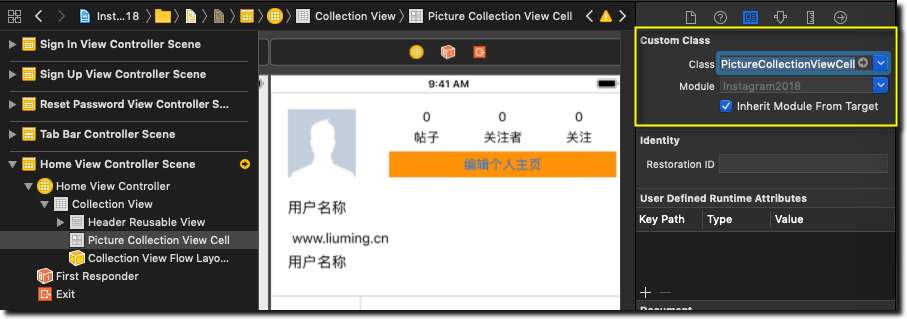 Inst...18
Collection View
Picture Collection View Cell
Sign In View Controller Scene
Sign Up View Controller Scene
Reset Password View Controller S...
Tab Bar Controller Scene
Home View Controller Scene
Home View Controller
Collection View
Header Reusable View
Picture Collection View Cell
Collection View Flow Layo...
First Responder
Exit
9:41 AM
0 0 0
帖子 关注者 关注
编辑个人主页
用户名称
www.liuming.cn
用户名称
Custom Class
Class PictureCollectionViewCell
Module Instagram2018
Inherit Module From Target
Identity
Restoration ID
User Defined Runtime Attributes
Key Path Type Value
Document